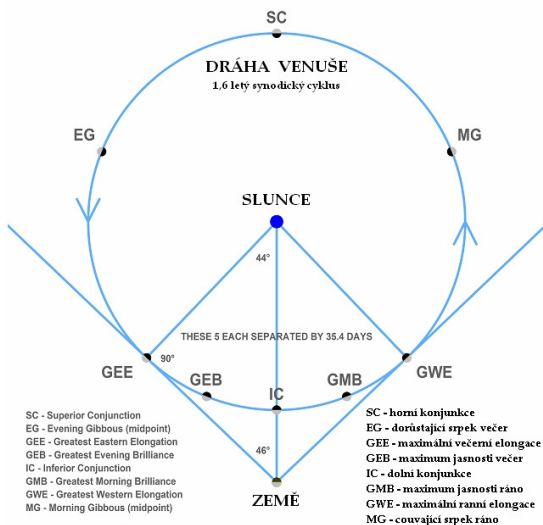 SC
DRÁHA VENUŠE
1,6 letý synodický cyklus
EG
MG
SLUNCE
44°
THESE 5 EACH SEPARATED BY 35.4 DAYS
90°
GEE
GWE
GEB
IC
GMB
46°
ZEMĚ
SC - Superior Conjunction
EG - Evening Gibbous (midpoint)
GEE - Greatest Eastern Elongation
GEB - Greatest Evening Brilliance
IC - Inferior Conjunction
GMB - Greatest Morning Brilliance
GWE - Greatest Western Elongation
MG - Morning Gibbous (midpoint)
SC - horní konjunkce
EG - dorůstající srpek večer
GEE - maximální večerní elongace
GEB - maximum jasnosti večer
IC - dolní konjunkce
GMB - maximum jasnosti ráno
GWE - maximální ranní elongace
MG - couvající srpek ráno